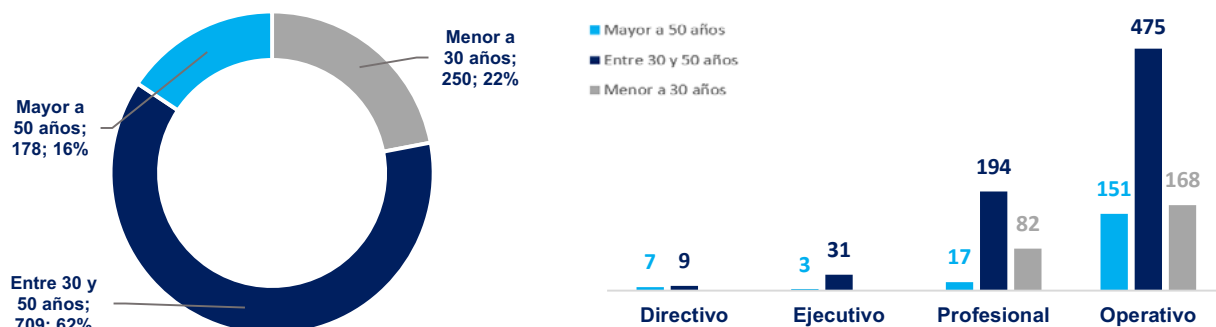 Menor a
30 años;
250; 22%
Mayor a
50 años;
178; 16%
Entre 30 y
50 años;
709; 62%
Mayor a 50 años
Entre 30 y 50 años
Menor a 30 años
7
9
3
31
17
194
82
151
475
168
Directivo
Ejecutivo
Profesional
Operativo